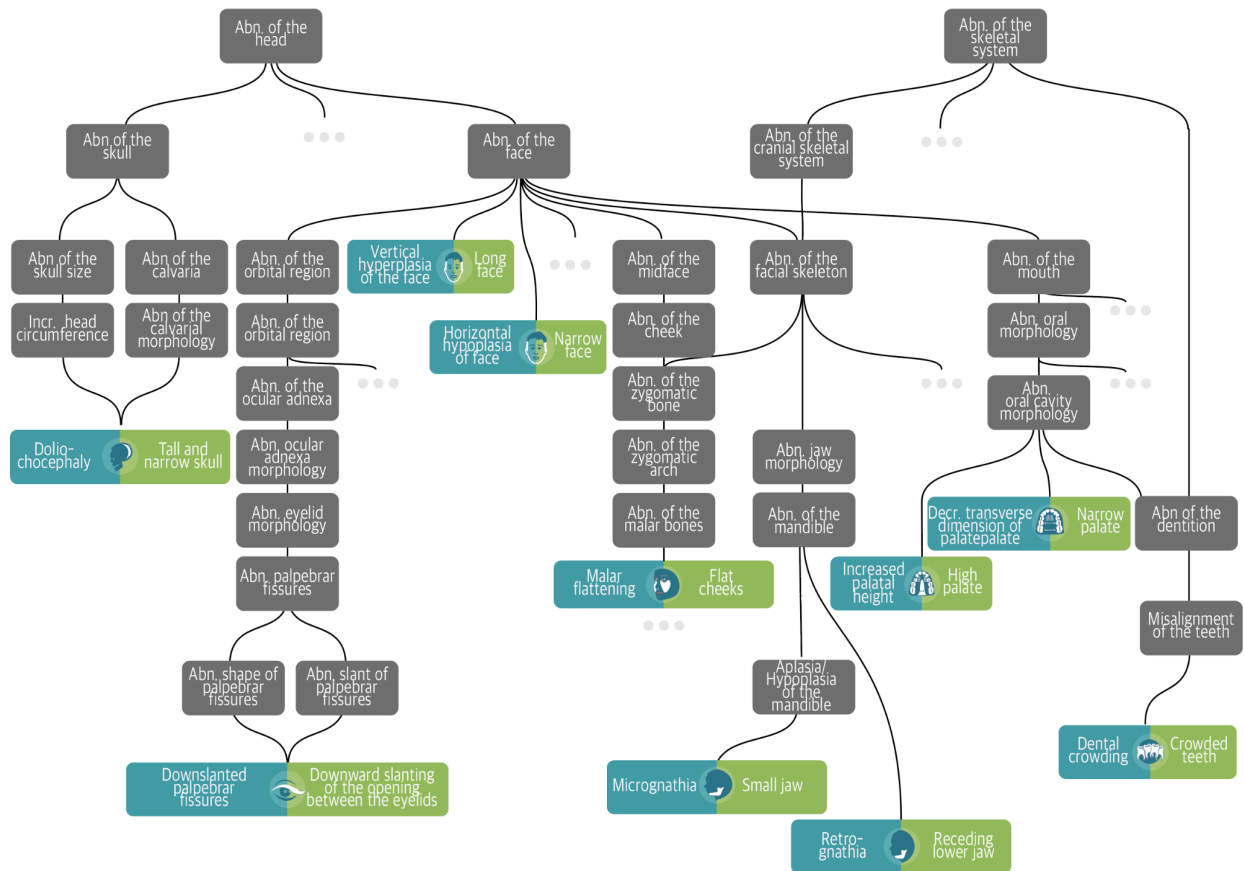 Abn. of the
head
Abn. of the
skeletal
system
Abn of the
skull
Abn. of the
face
Abn. of the
cranial skeletal
system
Abn of the
skull size
Abn of the
calvaria
Abn. of the
orbital region
Vertical
hyperplasia
of the face
Long
face
Abn. of the
midface
Abn. of the
facial skeleton
Abn. of the
mouth
Incr. head
circumference
Abn. of the
calvarial
morphology
Abn. of the
orbital region
Horizontal
hypoplasia
of face
Narrow
face
Abn. of the
cheek
Abn. oral
morphology
Abn. of the
ocular adnexa
Abn. of the
zygomatic
bone
Abn.
oral cavity
morphology
Dolio-
chocephaly
Tall and
narrow skull
Abn. ocular
adnexa
morphology
Abn. of the
zygomatic
arch
Abn. jaw
morphology
Abn. eyelid
morphology
Abn. of the
malar bones
Abn. of the
mandible
Decr. transverse
dimension of
palatepalate
Narrow
palate
Abn of the
dentition
Abn. palpebrar
fissures
Malar
flattening
Flat
cheeks
Increased
palatal
height
High
palate
Misalignment
of the teeth
Abn. shape of
palpebrar
fissures
Abn. slant of
palpebrar
fissures
Aplasia/
Hypoplasia
of the
mandible
Dental
crowding
Crowded
teeth
Downslanted
palpebrar
fissures
Downward slanting
of the opening
between the eyelids
Micrognathia
Small jaw
Retro-
gnathia
Receding
lower jaw